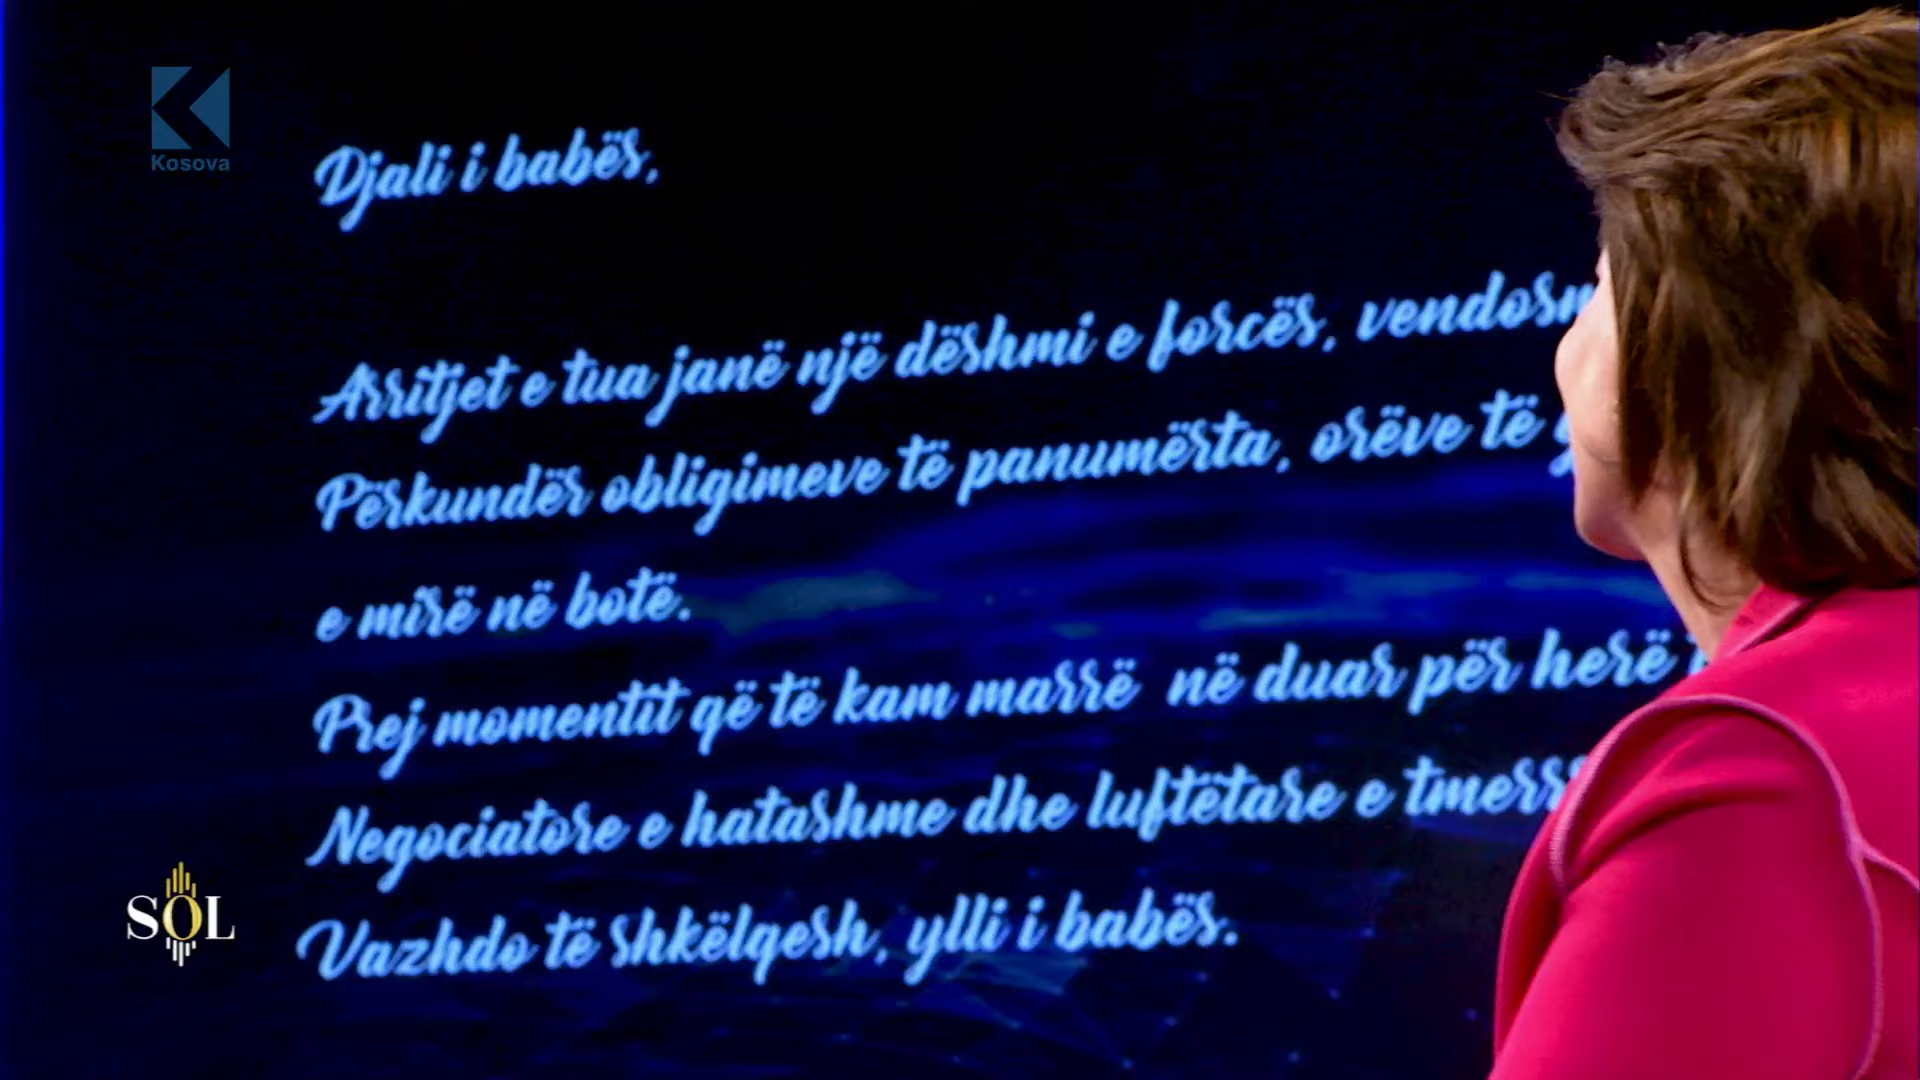 Kosova
Djali i babës,
Arritjet e tua janë një dëshmi e forcës,
Përkundër obligimeve të panumërta, orëve të
e mirë në botë.
Prej momentit që të kam marrë në duar për herë
Negociatore e hatashme dhe luftëtare e
Vazhdo të shkëlqesh, ylli i babës.
SOL